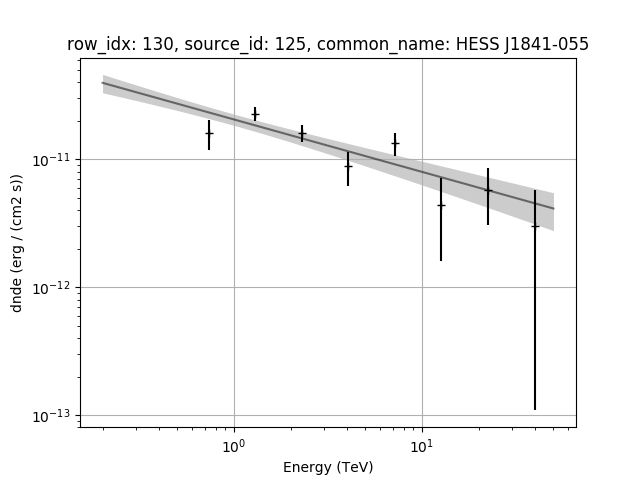 row_idx: 130, source_id: 125, common_name: HESS J1841-055
dnde (erg / (cm2 s))
10⁻¹¹
10⁻¹²
10⁻¹³
10⁰
10¹
Energy (TeV)